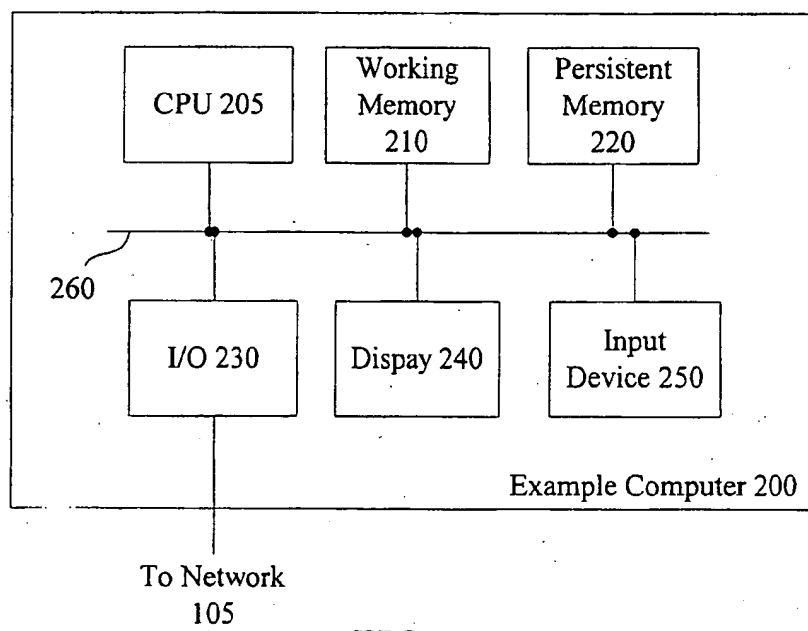 CPU 205
Working
Memory
210
Persistent
Memory
220
260
I/O 230
Dispay 240
Input
Device 250
Example Computer 200
To Network
105